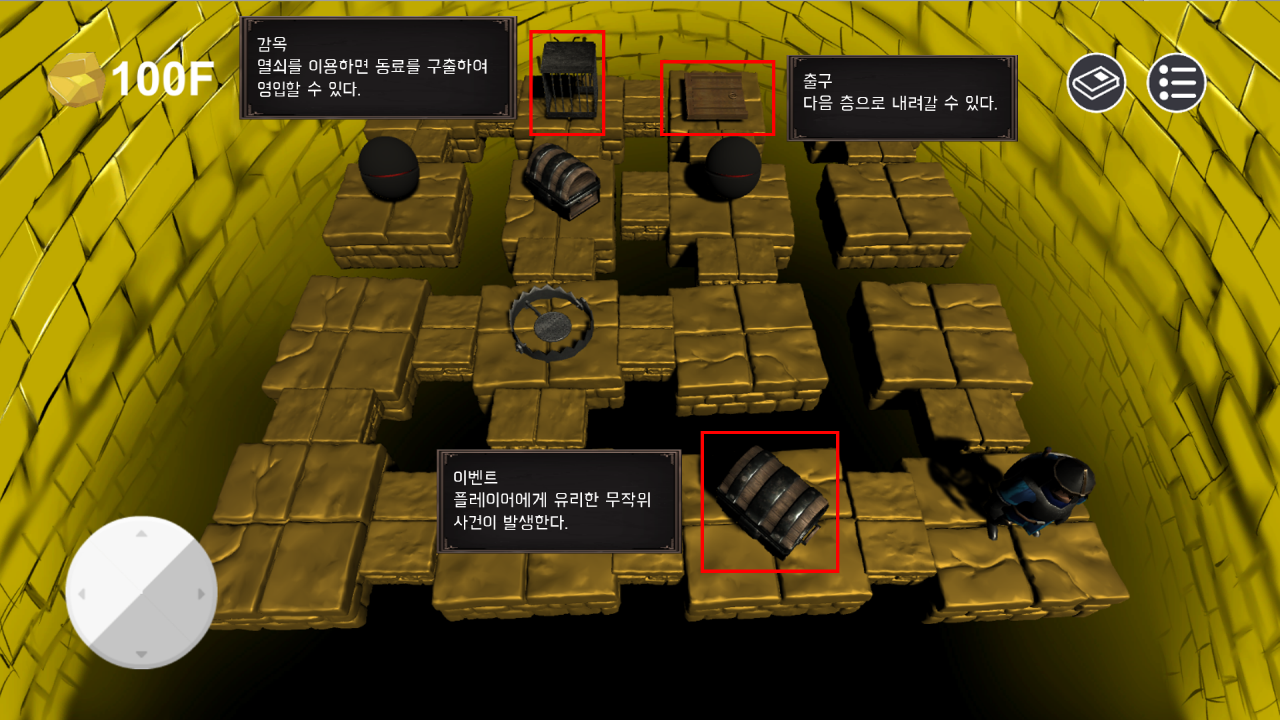 감옥
열쇠를 이용하면 동료를 구출하여
영입할 수 있다.
100F
출구
다음 층으로 내려갈 수 있다.
이벤트
플레이어에게 유리한 무작위
사건이 발생한다.